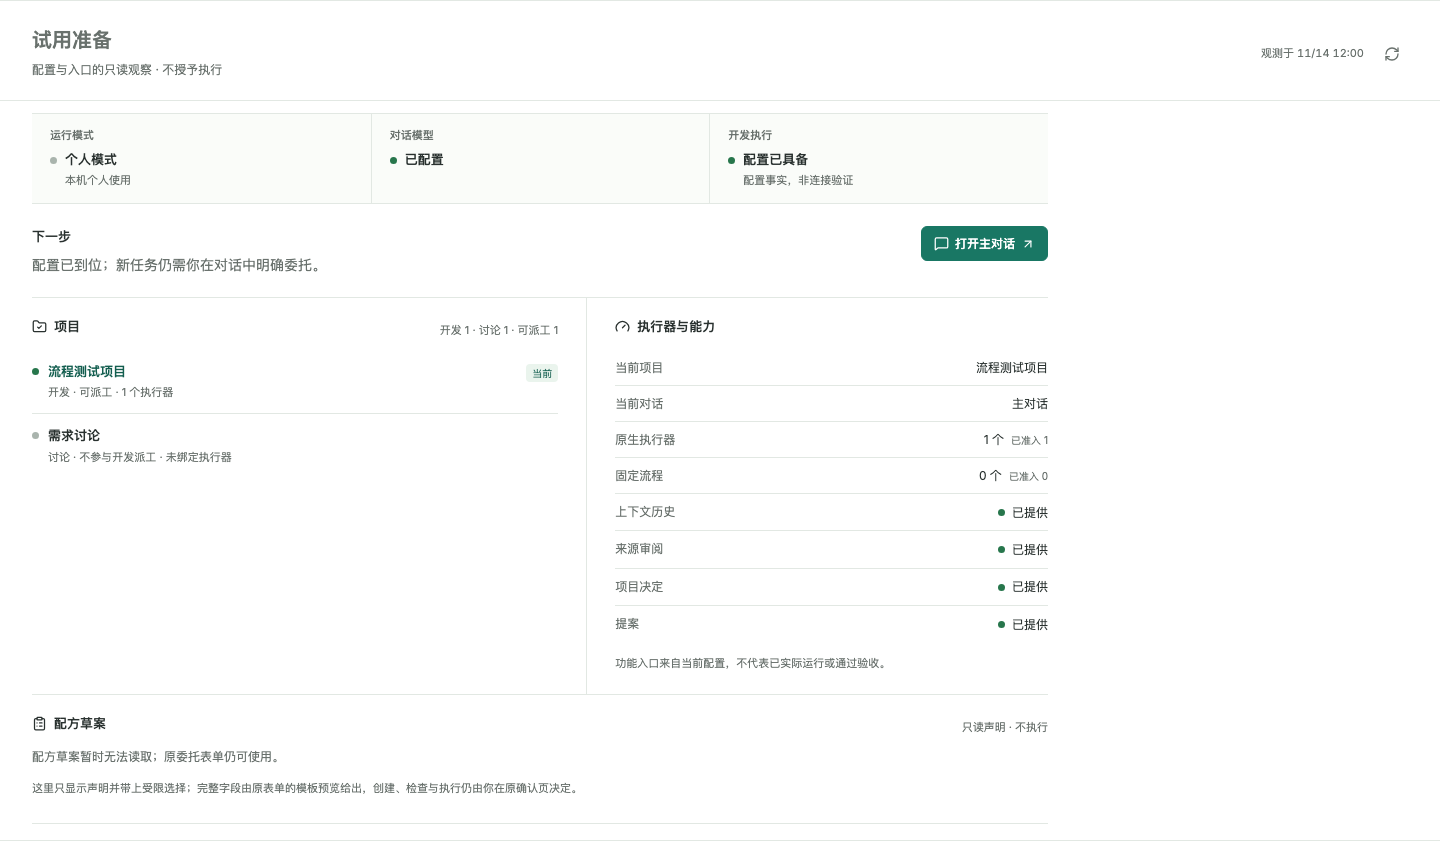 试用准备
配置与入口的只读观察 · 不授予执行
观测于 11/14 12:00
运行模式
个人模式
本机个人使用
对话模型
已配置
开发执行
配置已具备
配置事实，非连接验证
下一步
配置已到位；新任务仍需你在对话中明确委托。
打开主对话
项目
开发 1 · 讨论 1 · 可派工 1
流程测试项目
当前
开发 · 可派工 · 1 个执行器
需求讨论
讨论 · 不参与开发派工 · 未绑定执行器
执行器与能力
当前项目 流程测试项目
当前对话 主对话
原生执行器 1 个 已准入 1
固定流程 0 个 已准入 0
上下文历史 已提供
来源审阅 已提供
项目决定 已提供
提案 已提供
功能入口来自当前配置，不代表已实际运行或通过验收。
配方草案
只读声明 · 不执行
配方草案暂时无法读取；原委托表单仍可使用。
这里只显示声明并带上受限选择；完整字段由原表单的模板预览给出，创建、检查与执行仍由你在原确认页决定。